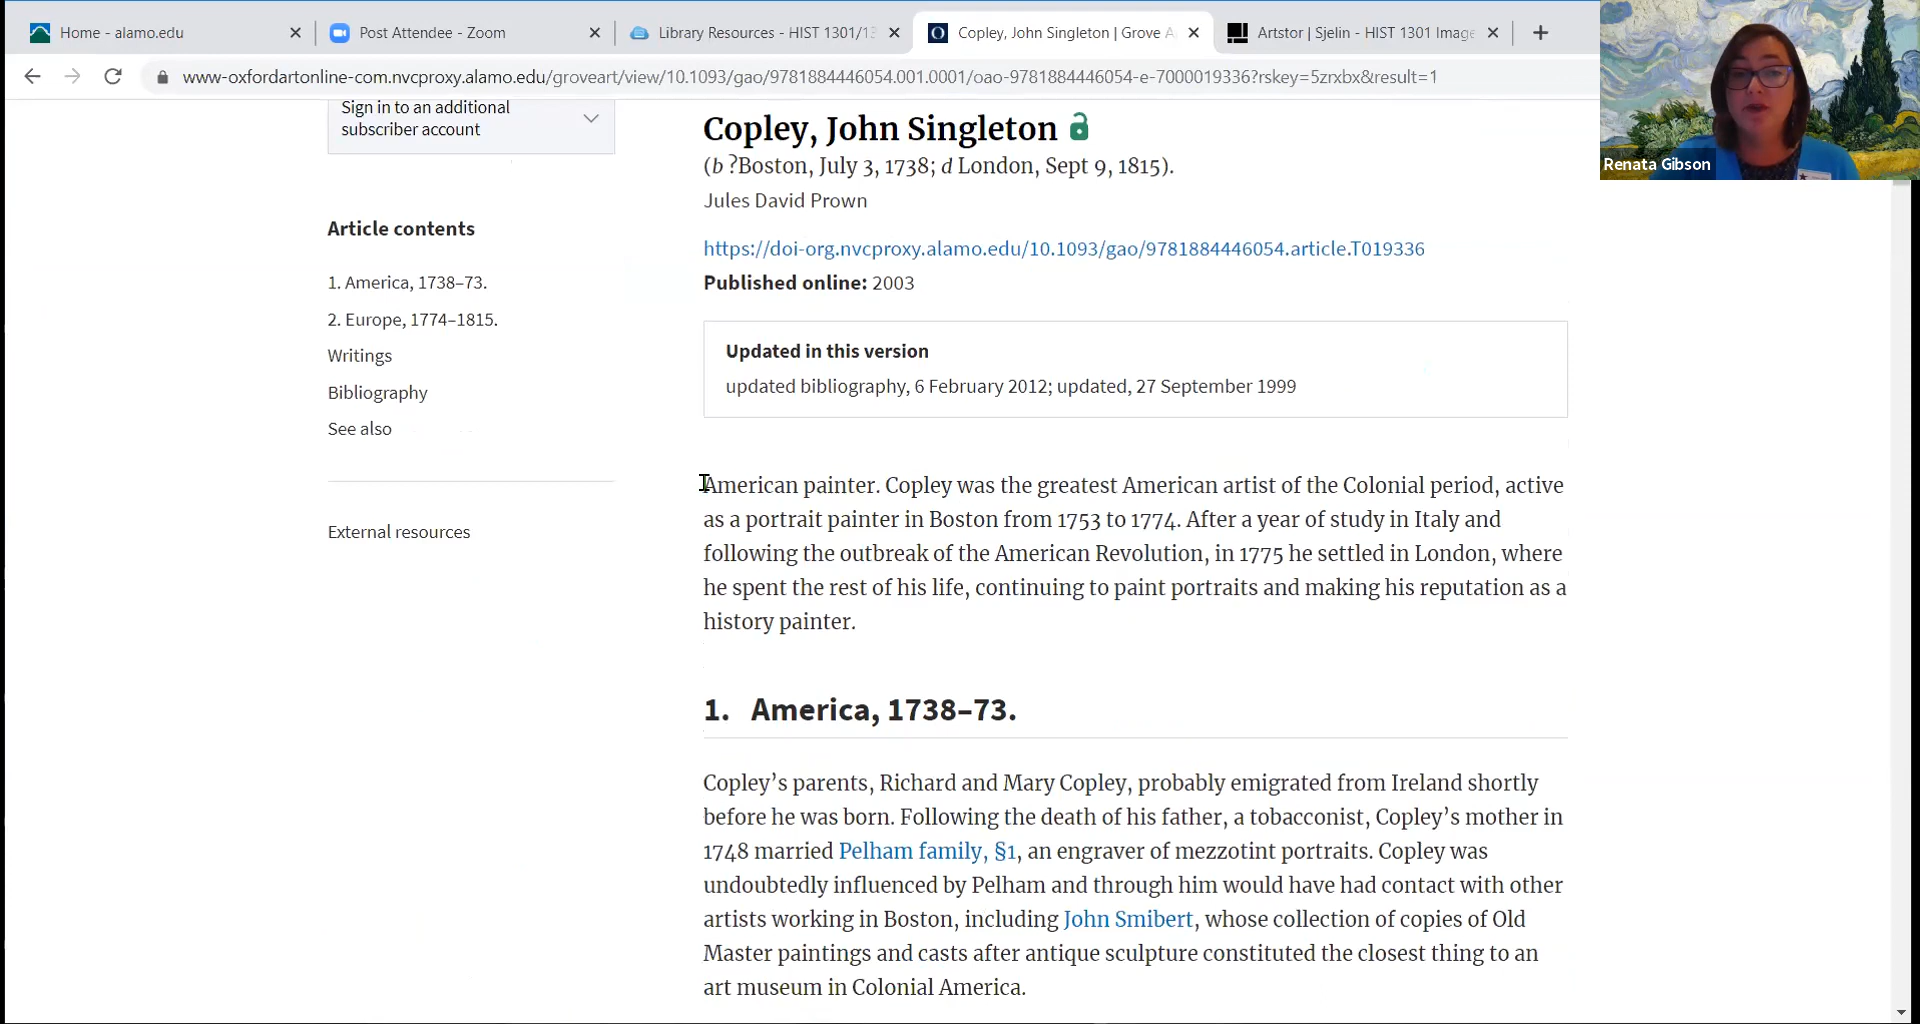 Home - alamo.edu
Post Attendee - Zoom
Library Resources - HIST 1301/13
Copley, John Singleton | Grove A
Artstor | Sjelin - HIST 1301 Image
www-oxfordartonline-com.nvcproxy.alamo.edu/groveart/view/10.1093/gao/9781884446054.001.0001/oao-9781884446054-e-7000019336?rskey=5zrxbx&result=1
Renata Gibson
Sign in to an additional
subscriber account
Article contents
1. America, 1738–73.
2. Europe, 1774–1815.
Writings
Bibliography
See also
External resources
Copley, John Singleton
(b ?Boston, July 3, 1738; d London, Sept 9, 1815).
Jules David Prown
https://doi-org.nvcproxy.alamo.edu/10.1093/gao/9781884446054.article.T019336
Published online: 2003
Updated in this version
updated bibliography, 6 February 2012; updated, 27 September 1999
American painter. Copley was the greatest American artist of the Colonial period, active
as a portrait painter in Boston from 1753 to 1774. After a year of study in Italy and
following the outbreak of the American Revolution, in 1775 he settled in London, where
he spent the rest of his life, continuing to paint portraits and making his reputation as a
history painter.
1. America, 1738–73.
Copley’s parents, Richard and Mary Copley, probably emigrated from Ireland shortly
before he was born. Following the death of his father, a tobacconist, Copley’s mother in
1748 married Pelham family, §1, an engraver of mezzotint portraits. Copley was
undoubtedly influenced by Pelham and through him would have had contact with other
artists working in Boston, including John Smibert, whose collection of copies of Old
Master paintings and casts after antique sculpture constituted the closest thing to an
art museum in Colonial America.